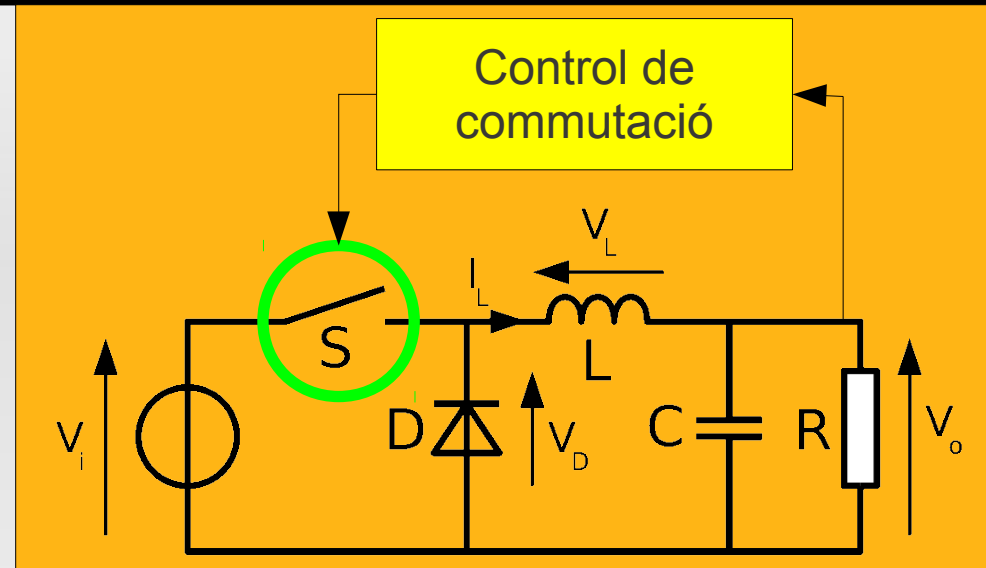 Control de
commutació
V_L
I_L
S
L
V_i
D
V_D
C
R
V_o